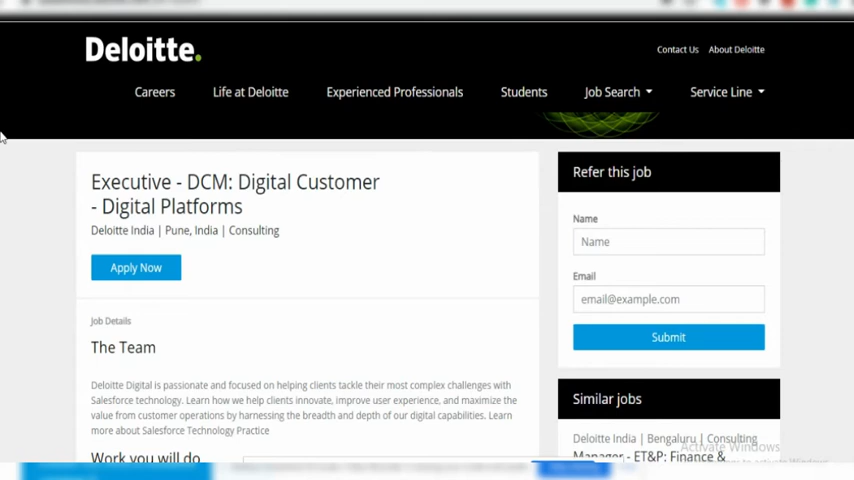 Deloitte.
Contact Us About Deloitte
Careers Life at Deloitte Experienced Professionals Students Job Search Service Line
Executive - DCM: Digital Customer
- Digital Platforms
Deloitte India | Pune, India | Consulting
Apply Now
Job Details
The Team
Deloitte Digital is passionate and focused on helping clients tackle their most complex challenges with
Salesforce technology. Learn how we help clients innovate, improve user experience, and maximize the
value from customer operations by harnessing the breadth and depth of our digital capabilities. Learn
more about Salesforce Technology Practice
Work you will do
Refer this job
Name
Name
Email
email@example.com
Submit
Similar jobs
Deloitte India | Bengaluru | Consulting
Manager - ET&P: Finance &
Activate Windows